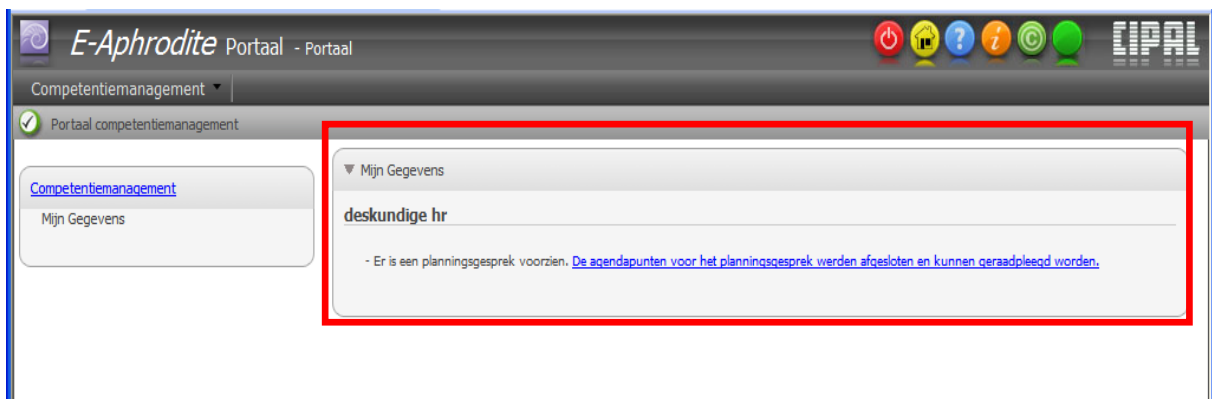 E-Aphrodite Portaal - Portaal
? i © CIPAL
Competentiemanagement
Portaal competentiemanagement
Competentiemanagement
Mijn Gegevens
Mijn Gegevens
deskundige hr
- Er is een planningsgesprek voorzien. De agendapunten voor het planningsgesprek werden afgesloten en kunnen geraadpleegd worden.